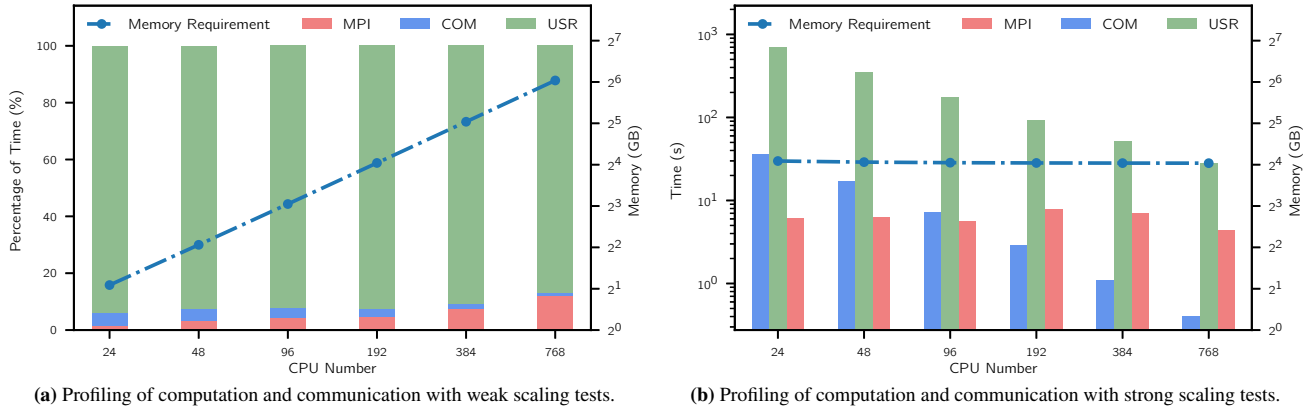 Memory Requirement MPI COM USR
100
80
60
40
20
0
Percentage of Time (%)
2^7
2^6
2^5
2^4
2^3
2^2
2^1
2^0
Memory (GB)
24 48 96 192 384 768
CPU Number
(a) Profiling of computation and communication with weak scaling tests.
Memory Requirement MPI COM USR
10^3
10^2
10^1
10^0
Time (s)
2^7
2^6
2^5
2^4
2^3
2^2
2^1
2^0
Memory (GB)
24 48 96 192 384 768
CPU Number
(b) Profiling of computation and communication with strong scaling tests.